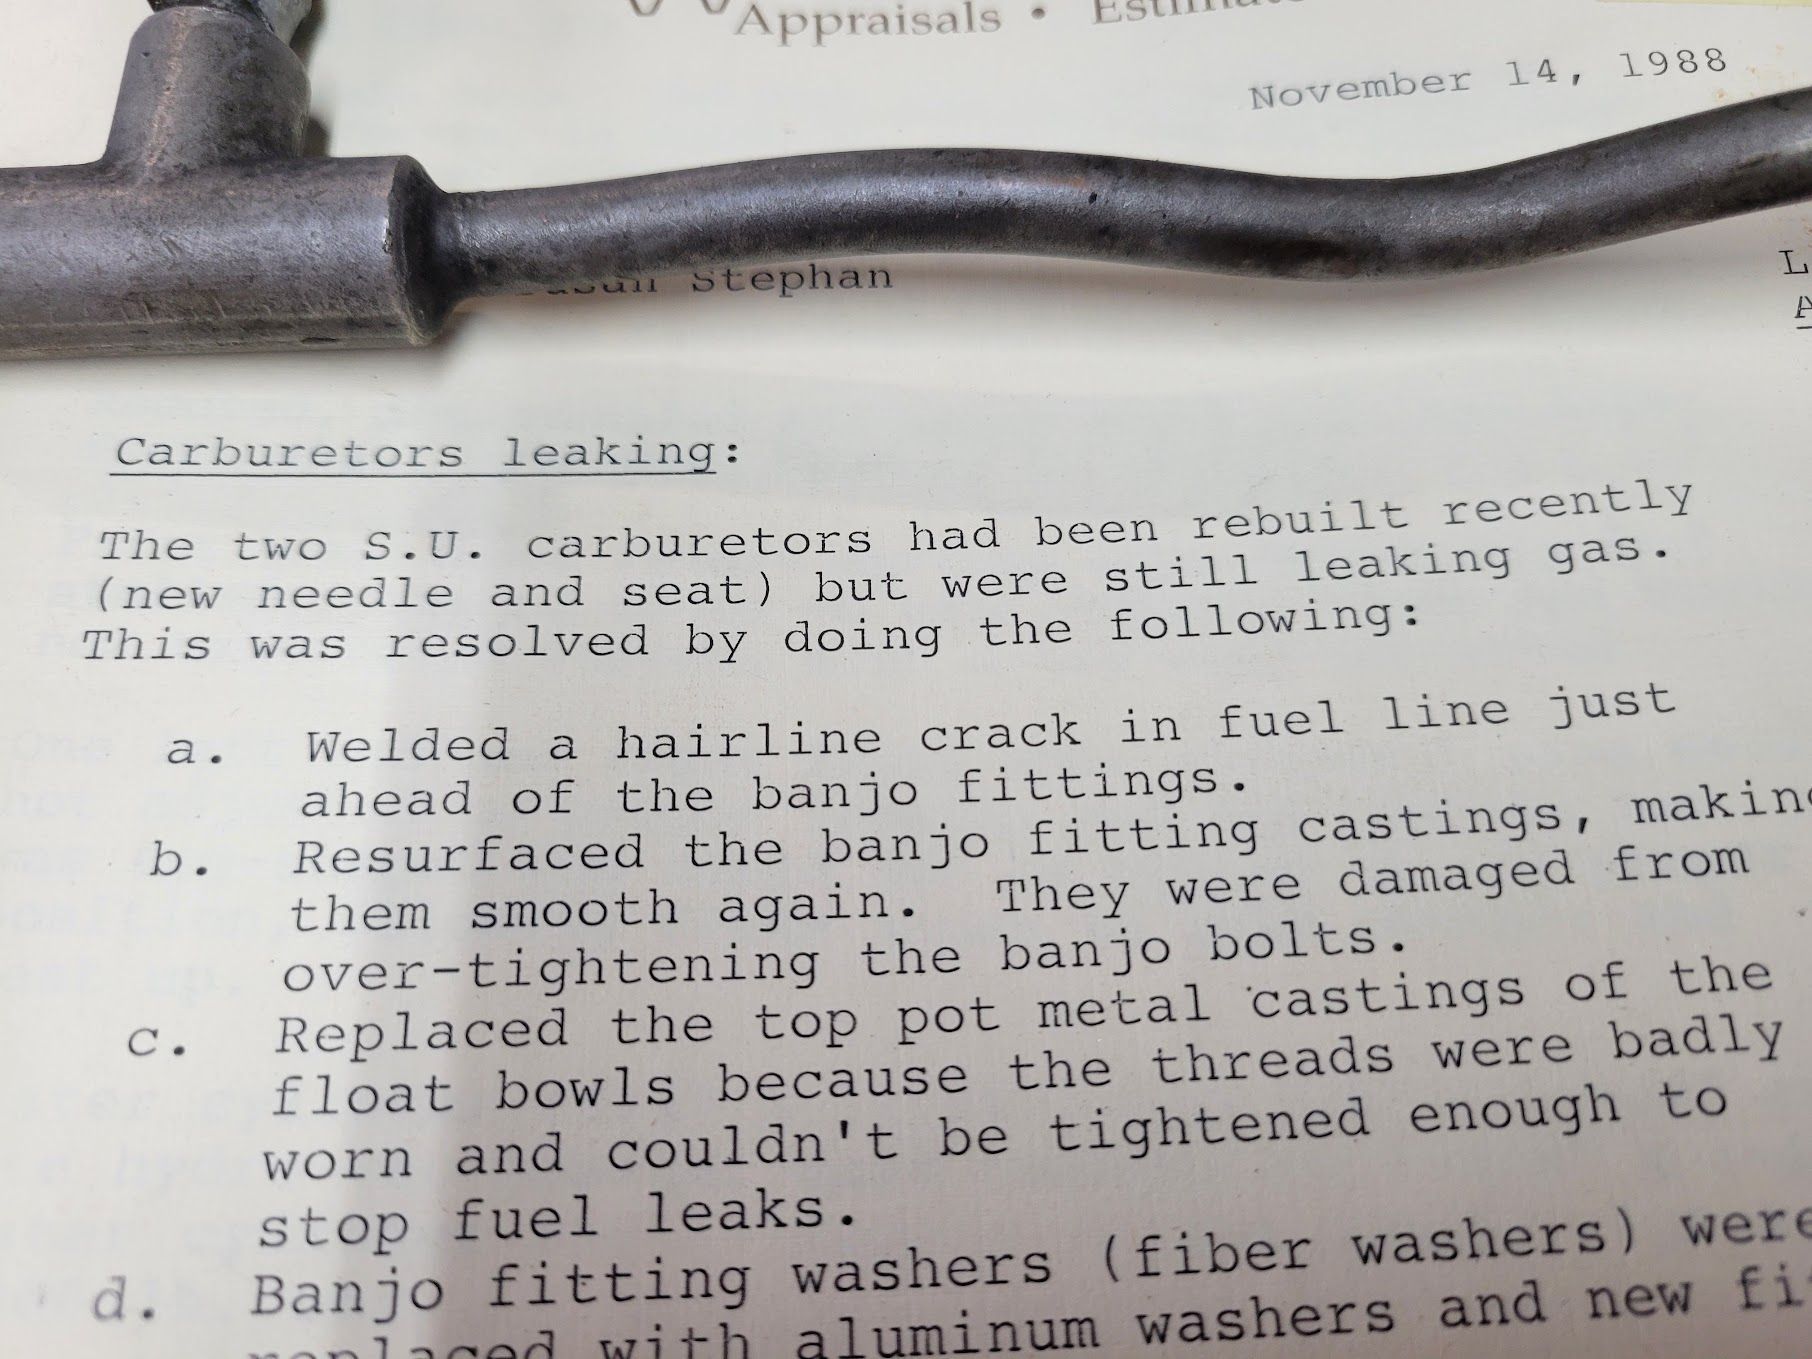 Appraisals •
November 14, 1988
Stephan
Carburetors leaking:
The two S.U. carburetors had been rebuilt recently
(new needle and seat) but were still leaking gas.
This was resolved by doing the following:
a. Welded a hairline crack in fuel line just
ahead of the banjo fittings.
b. Resurfaced the banjo fitting castings,
them smooth again. They were damaged from
over-tightening the banjo bolts.
c. Replaced the top pot metal castings of the
float bowls because the threads were badly
worn and couldn't be tightened enough to
stop fuel leaks.
d. Banjo fitting washers (fiber washers) were
replaced with aluminum washers and new